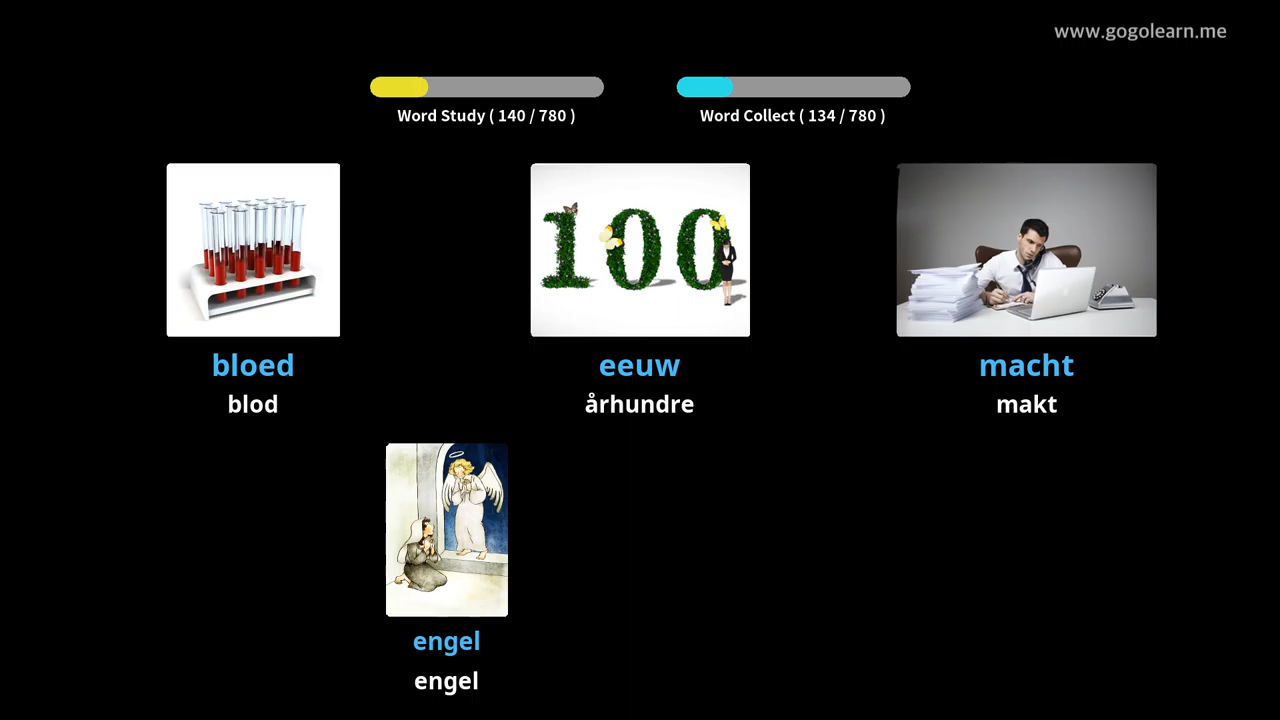 www.gogolearn.me
Word Study ( 140 / 780 )
Word Collect ( 134 / 780 )
100
bloed
eeuw
macht
blod
århundre
makt
engel
engel